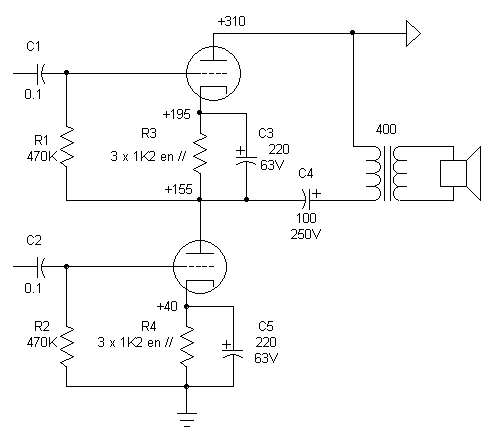 +310
C1
0.1
+195
R1
470K
R3
3 x 1K2 en //
C3
220
63V
400
C4
+155
+
+
100
250V
C2
0.1
+40
R2
470K
R4
3 x 1K2 en //
+
C5
220
63V